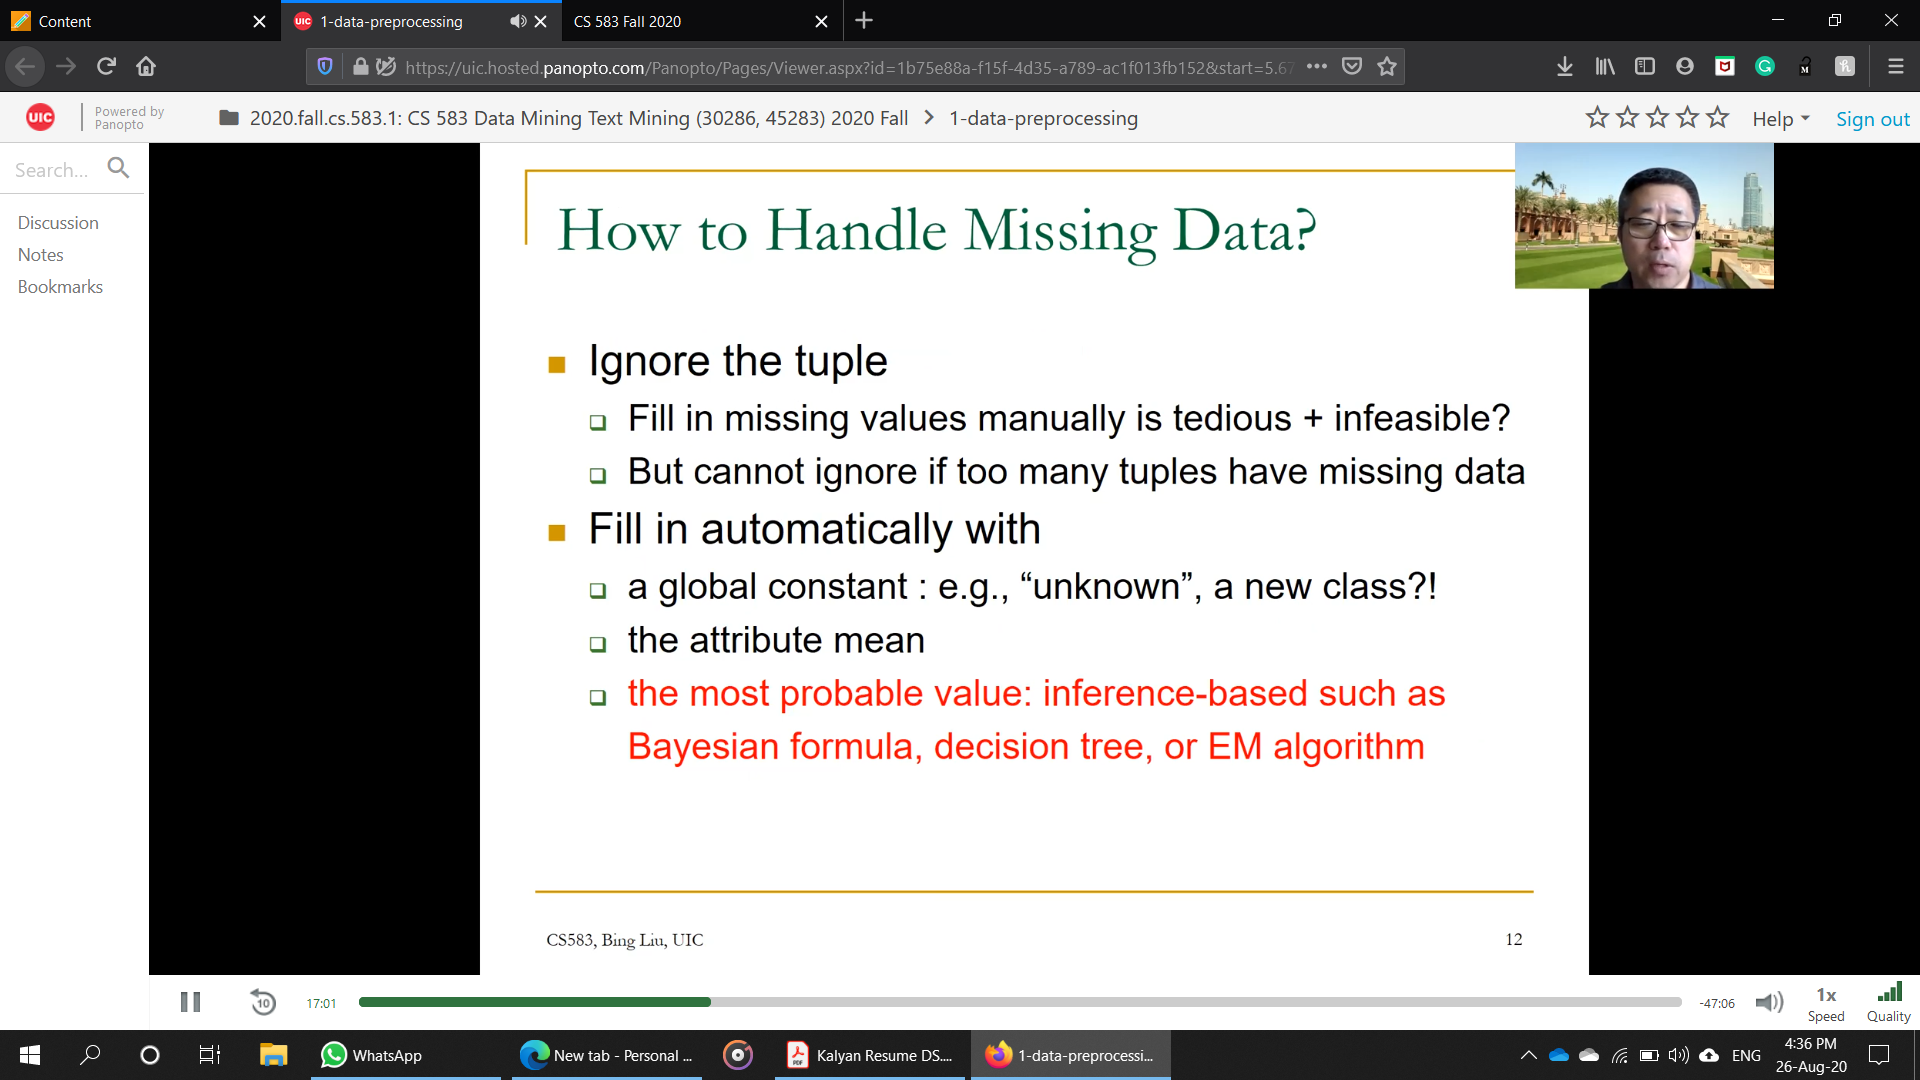 Content
1-data-preprocessing
CS 583 Fall 2020
https://uic.hosted.panopto.com/Panopto/Pages/Viewer.aspx?id=1b75e88a-f15f-4d35-a789-ac1f013fb152&start=5.67
UIC
Powered by
Panopto
2020.fall.cs.583.1: CS 583 Data Mining Text Mining (30286, 45283) 2020 Fall > 1-data-preprocessing
Help
Sign out
Search...
Discussion
Notes
Bookmarks
How to Handle Missing Data?
Ignore the tuple
Fill in missing values manually is tedious + infeasible?
But cannot ignore if too many tuples have missing data
Fill in automatically with
a global constant : e.g., “unknown”, a new class?!
the attribute mean
the most probable value: inference-based such as
Bayesian formula, decision tree, or EM algorithm
CS583, Bing Liu, UIC
12
10
17:01
-47:06
1x
Speed
Quality
WhatsApp
New tab - Personal ...
Kalyan Resume DS....
1-data-preprocessi...
ENG
4:36 PM
26-Aug-20